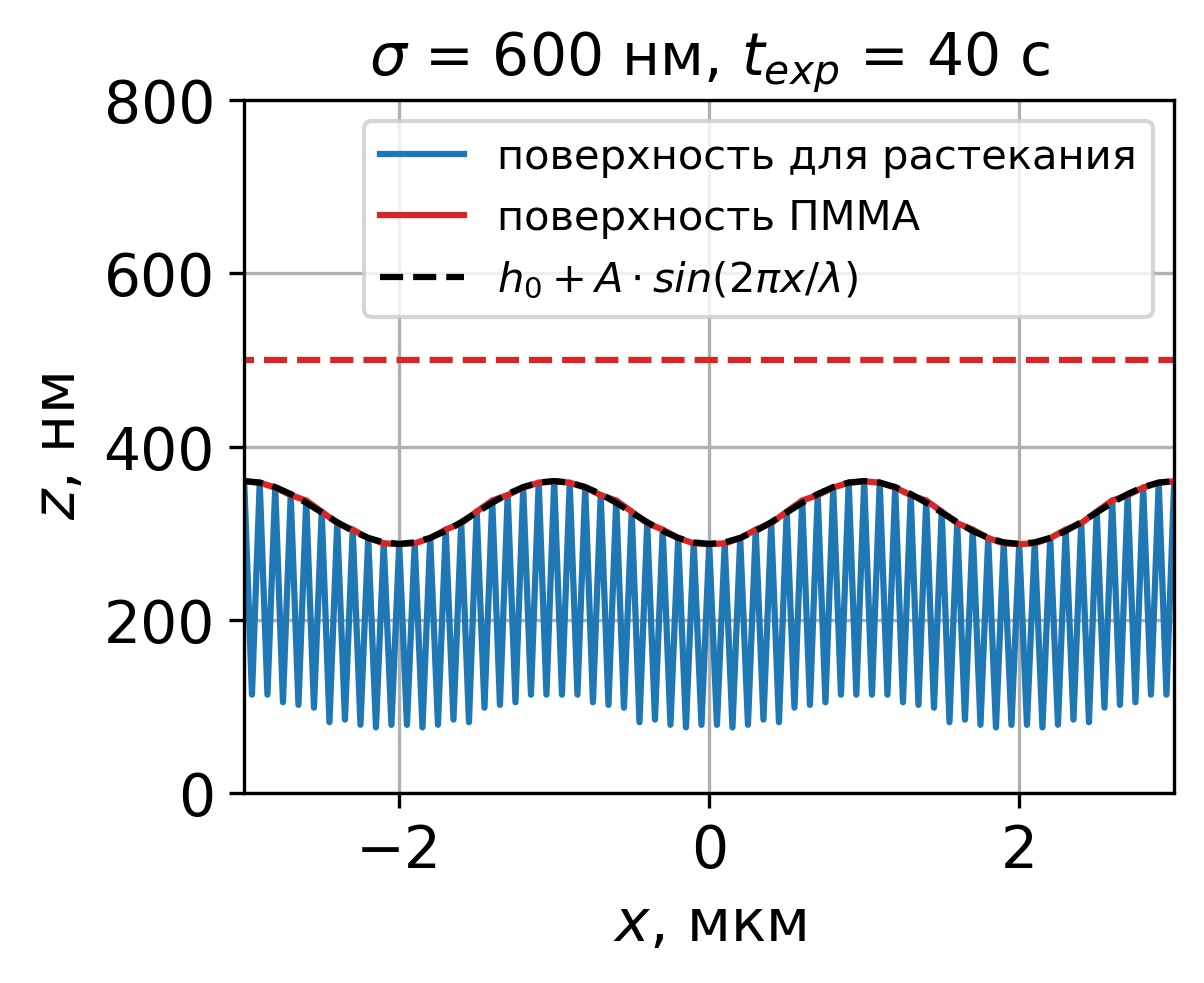 σ = 600 нм, t_exp = 40 с
800
600
400
200
0
z, нм
поверхность для растекания
поверхность ПММА
h₀ + A · sin(2πx/λ)
−2
0
2
x, мкм